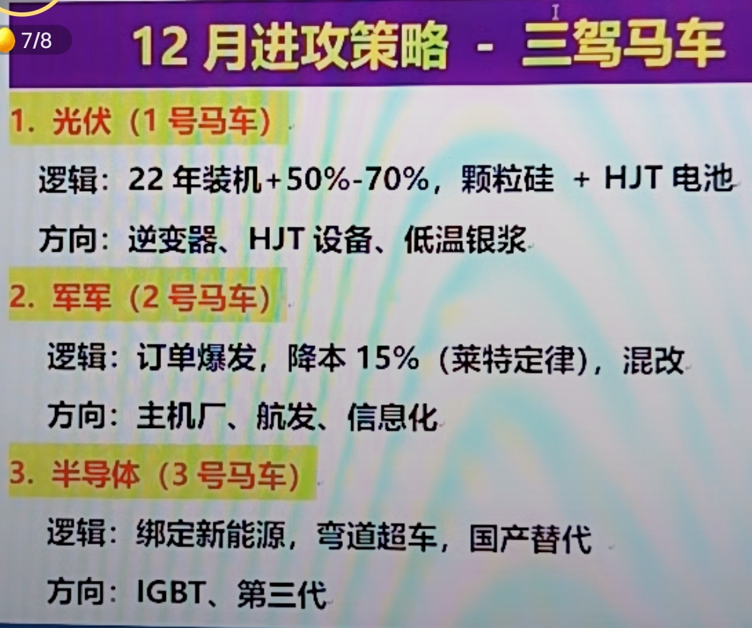 7/8
12 月进攻策略 - 三驾马车
1. 光伏（1 号马车）
逻辑：22 年装机+50%-70%，颗粒硅 + HJT 电池
方向：逆变器、HJT 设备、低温银浆
2. 军军（2 号马车）
逻辑：订单爆发，降本 15%（莱特定律），混改
方向：主机厂、航发、信息化
3. 半导体（3 号马车）
逻辑：绑定新能源，弯道超车，国产替代
方向：IGBT、第三代